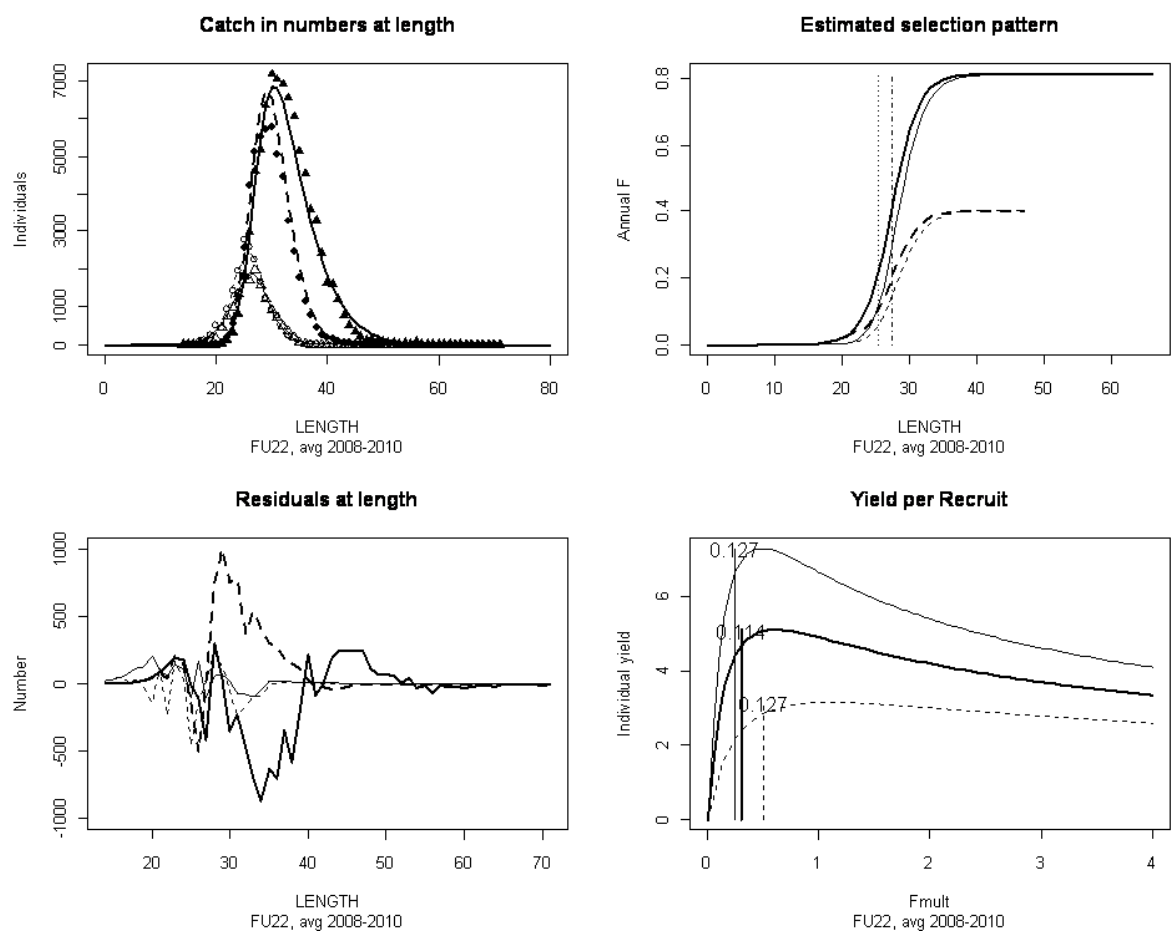 Catch in numbers at length
Individuals
7000
5000
3000
1000
0
0 20 40 60 80
LENGTH
FU22, avg 2008-2010
Estimated selection pattern
Annual F
0.8
0.6
0.4
0.2
0.0
0 10 20 30 40 50 60
LENGTH
FU22, avg 2008-2010
Residuals at length
Number
1000
500
0
-500
-1000
20 30 40 50 60 70
LENGTH
FU22, avg 2008-2010
Yield per Recruit
Individual yield
6
4
2
0
0.127
0.114
0.127
0 1 2 3 4
Fmult
FU22, avg 2008-2010